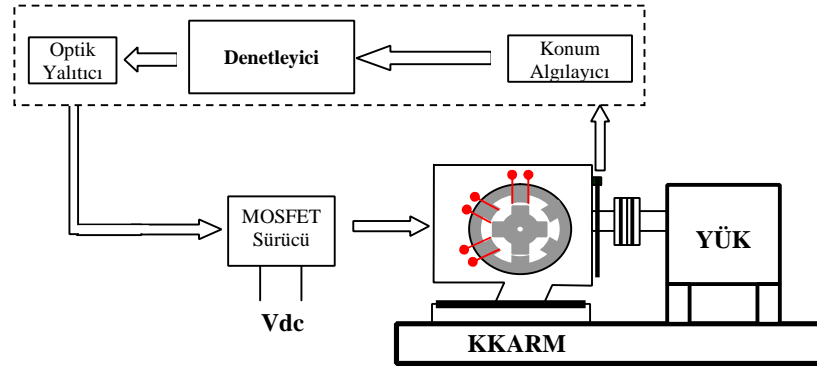 Optik
Yalıtıcı
Denetleyici
Konum
Algılayıcı
MOSFET
Sürücü
Vdc
YÜK
KKARM